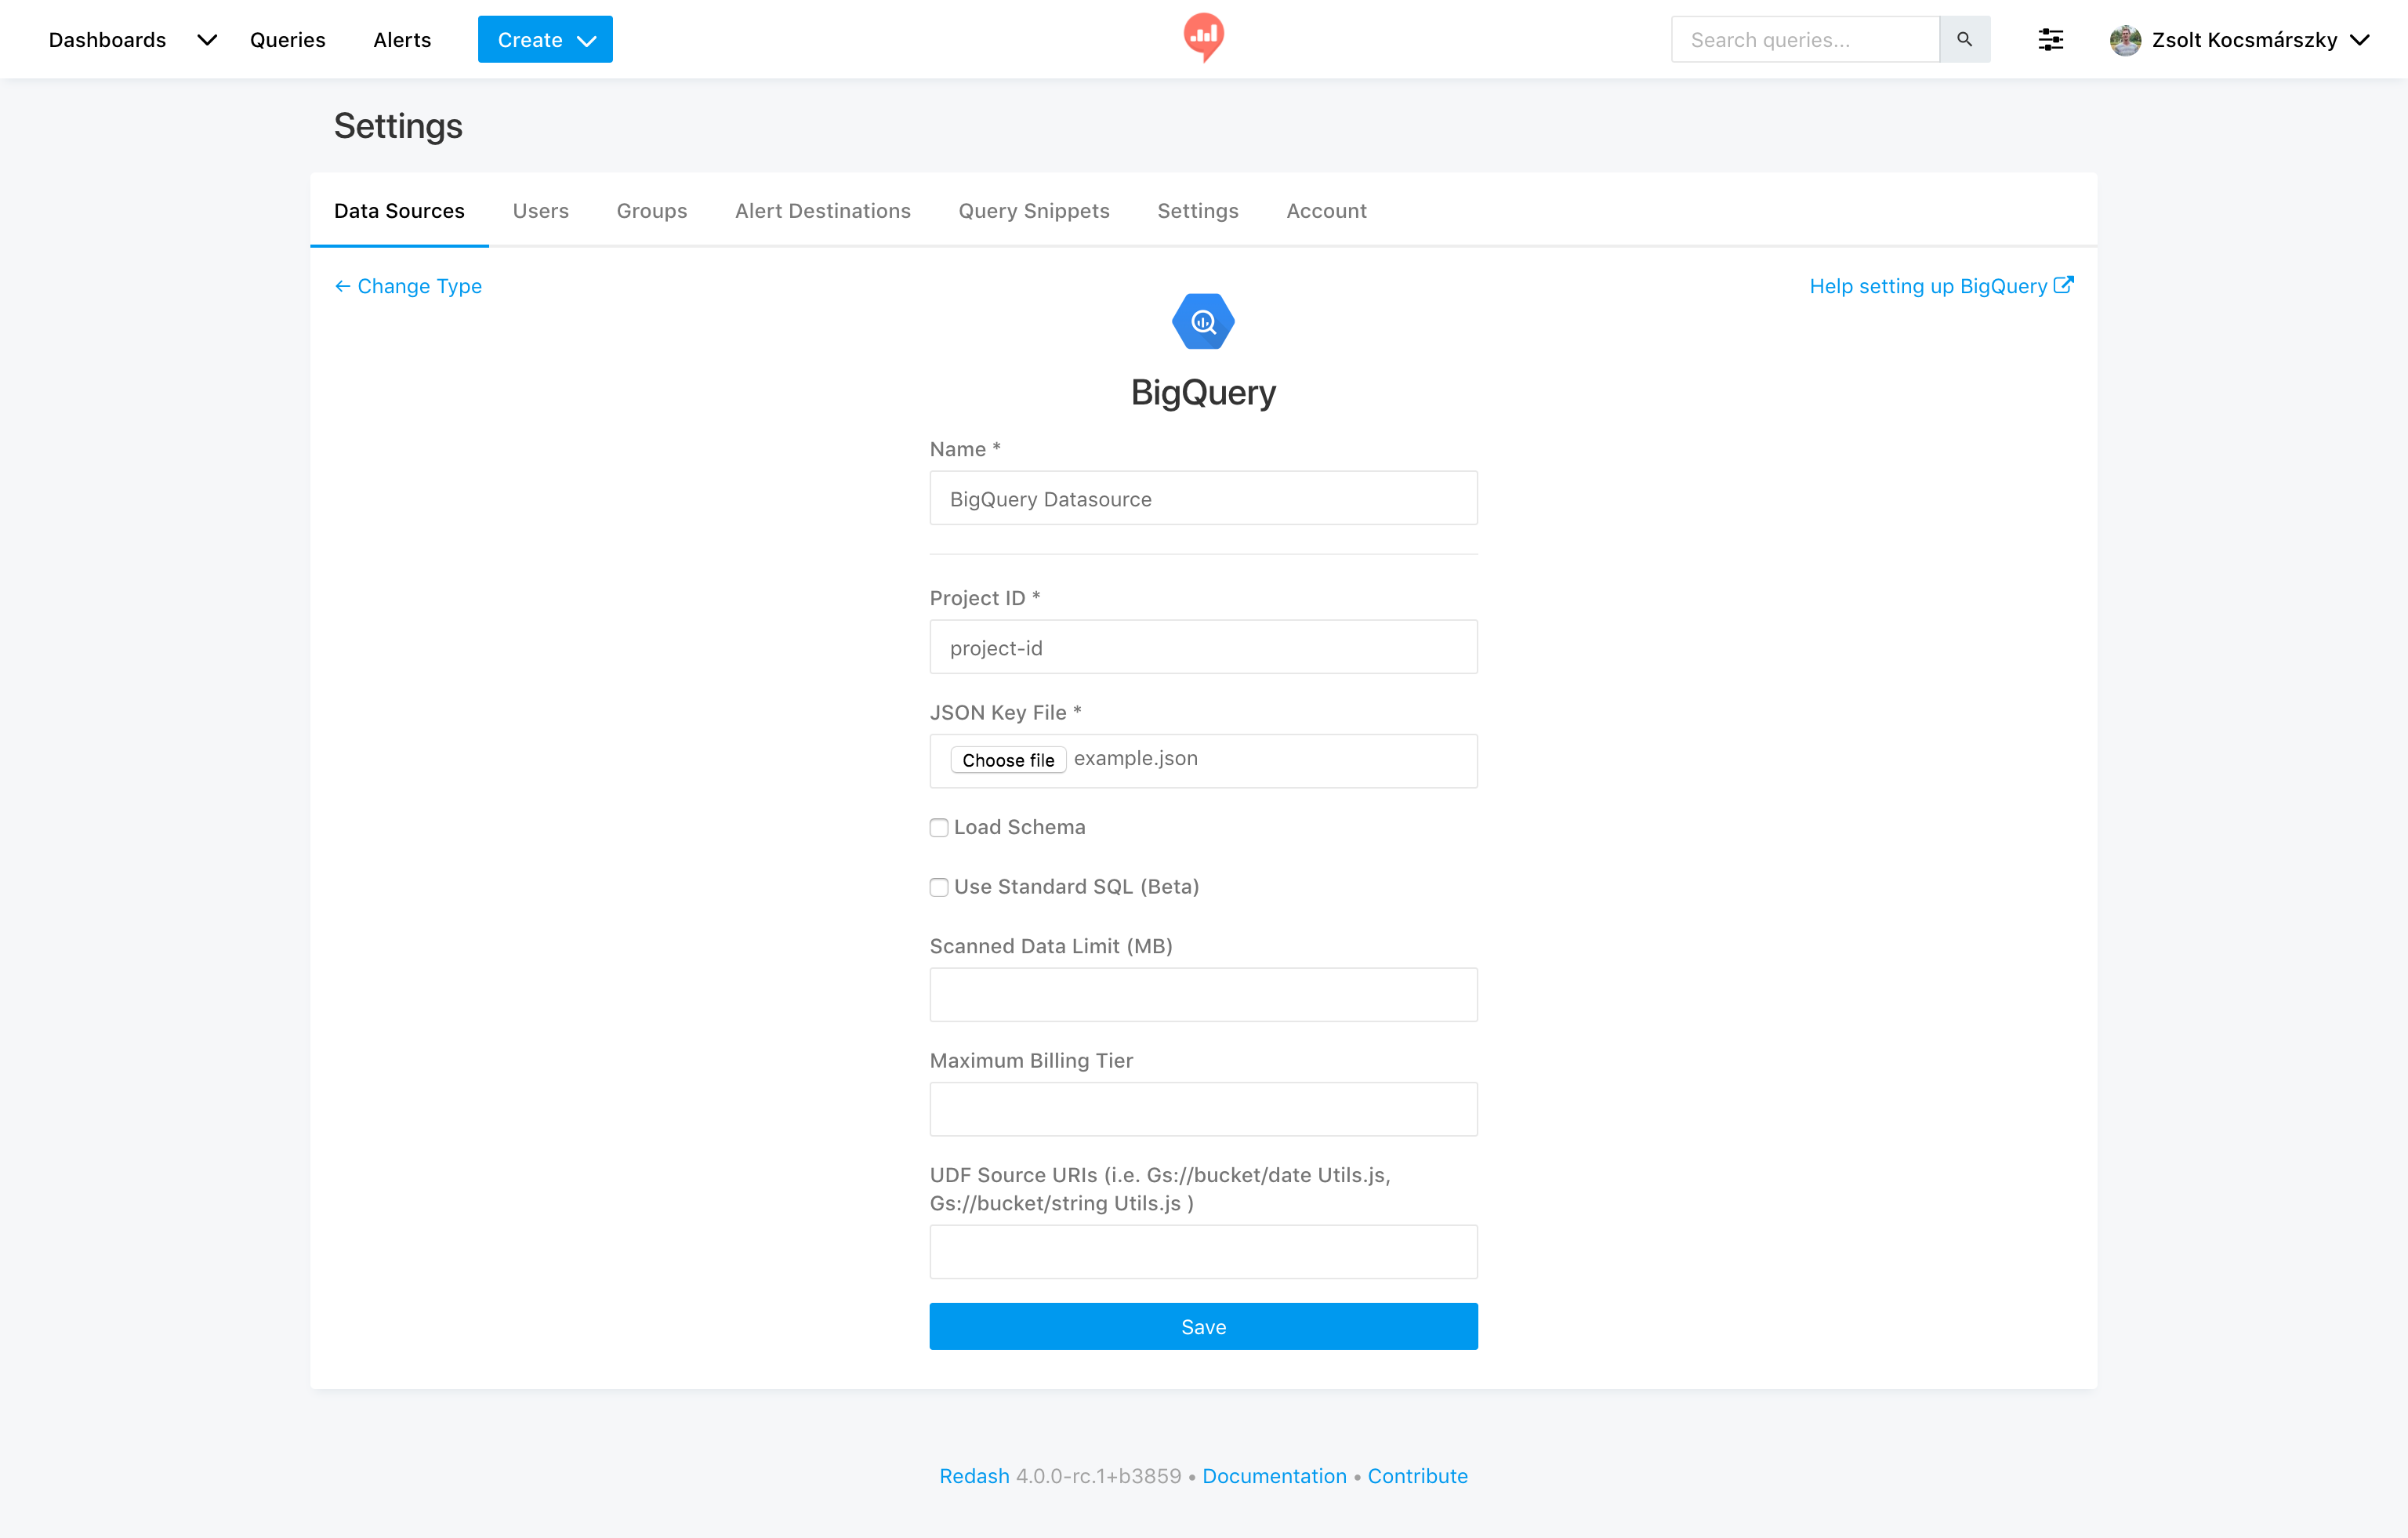 Dashboards Queries Alerts Create Search queries... Zsolt Kocsmárszky
Settings
Data Sources Users Groups Alert Destinations Query Snippets Settings Account
← Change Type Help setting up BigQuery
BigQuery
Name *
BigQuery Datasource
Project ID *
project-id
JSON Key File *
Choose file example.json
Load Schema
Use Standard SQL (Beta)
Scanned Data Limit (MB)
Maximum Billing Tier
UDF Source URIs (i.e. Gs://bucket/date Utils.js,
Gs://bucket/string Utils.js )
Save
Redash 4.0.0-rc.1+b3859 • Documentation • Contribute